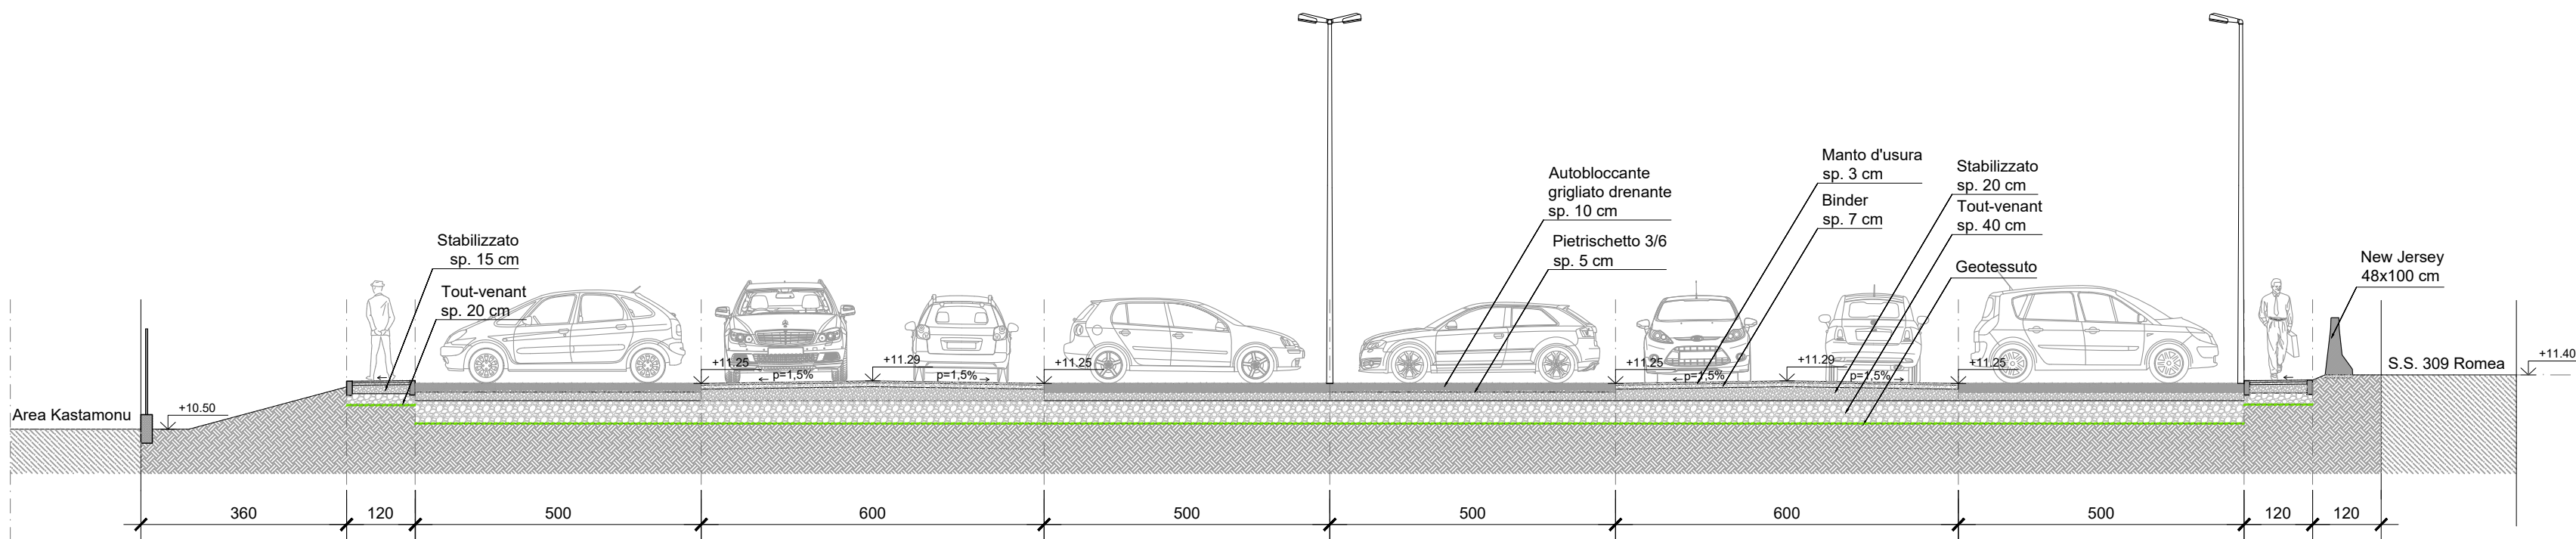 Autobloccante
grigliato drenante
sp. 10 cm
Pietrischetto 3/6
sp. 5 cm
Manto d'usura
sp. 3 cm
Binder
sp. 7 cm
Stabilizzato
sp. 20 cm
Tout-venant
sp. 40 cm
Geotessuto
New Jersey
48x100 cm
Stabilizzato
sp. 15 cm
Tout-venant
sp. 20 cm
Area Kastamonu
+10.50
+11.25
p=1,5%
+11.29
p=1,5%
+11.25
+11.25
p=1,5%
+11.29
p=1,5%
+11.25
S.S. 309 Romea
+11.40
360
120
500
600
500
500
600
500
120
120